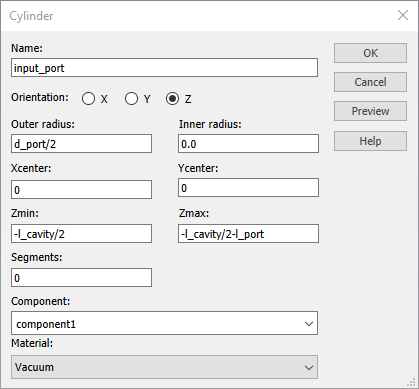 Cylinder
Name:
input_port
OK
Cancel
Orientation: X Y Z
Preview
Outer radius: Inner radius:
d_port/2 0.0
Help
Xcenter: Ycenter:
0 0
Zmin: Zmax:
-l_cavity/2 -l_cavity/2-l_port
Segments:
0
Component:
component1
Material:
Vacuum